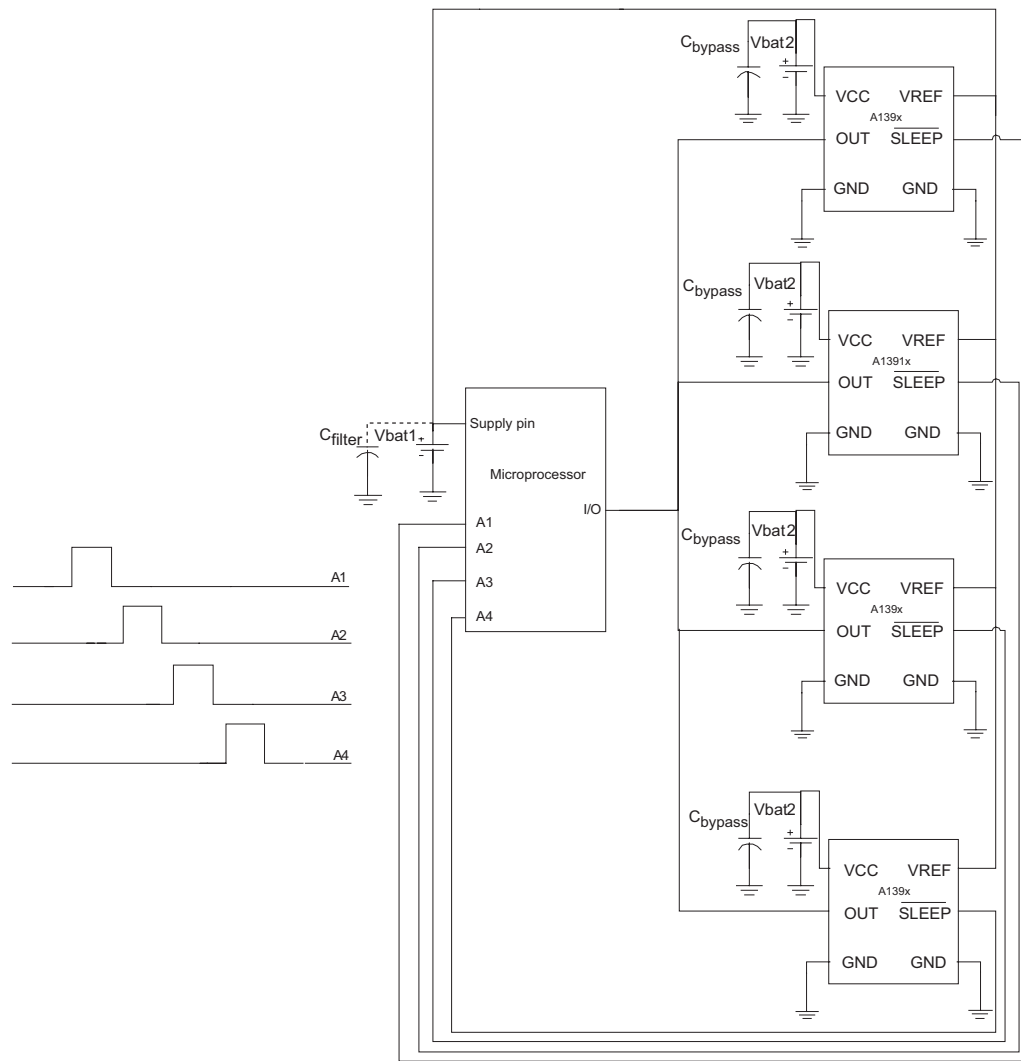 Cbypass Vbat2
+
-
VCC VREF
A139x
OUT SLEEP
GND GND
Cbypass Vbat2
+
-
VCC VREF
A1391x
OUT SLEEP
GND GND
Cfilter Vbat1 +
-
Supply pin
Microprocessor
I/O
A1
A2
A3
A4
Cbypass Vbat2
+
-
VCC VREF
A139x
OUT SLEEP
GND GND
A1
A2
A3
A4
Cbypass Vbat2
+
-
VCC VREF
A139x
OUT SLEEP
GND GND